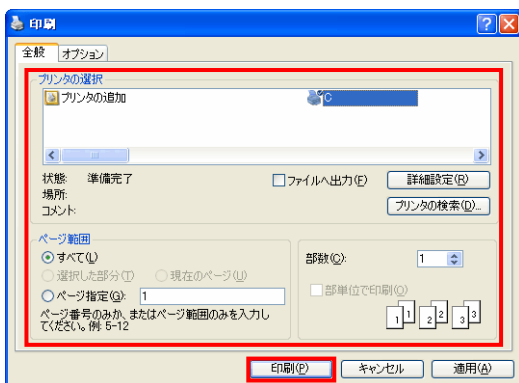 印刷
全般 オプション
プリンタの選択
プリンタの追加 C
状態: 準備完了 ファイルへ出力(F) 詳細設定(R)
場所:
コメント: プリンタの検索(D)...
ページ範囲
すべて(L) 部数(C): 1
選択した部分(T) 現在のページ(U) 部単位で印刷(O)
ページ指定(G): 1
ページ番号のみか、またはページ範囲のみを入力し
てください。例: 5-12
1 1 2 2 3 3
印刷(P) キャンセル 適用(A)